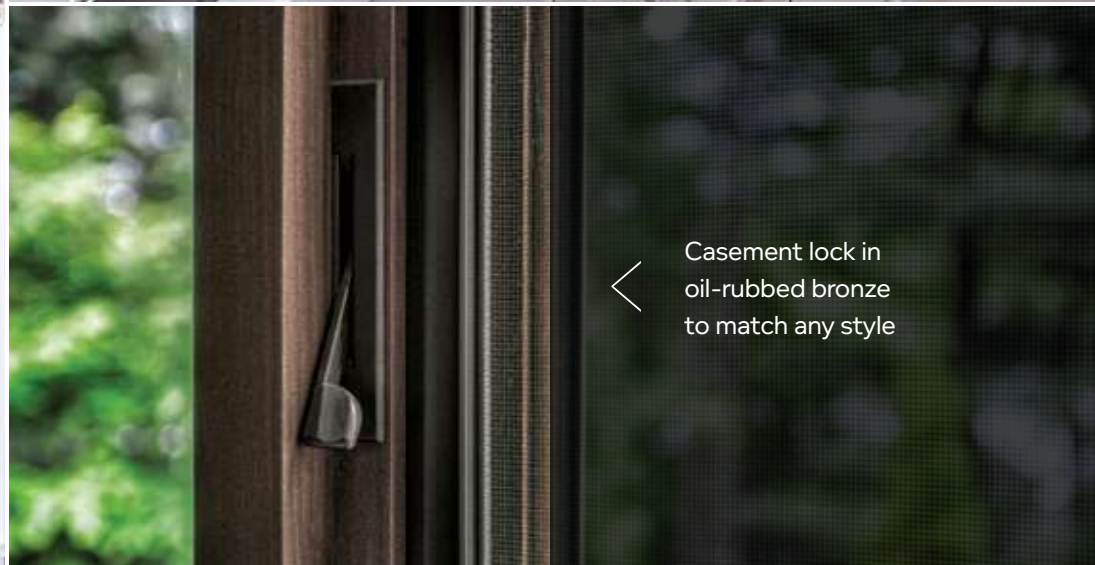 Casement lock in
oil-rubbed bronze
to match any style